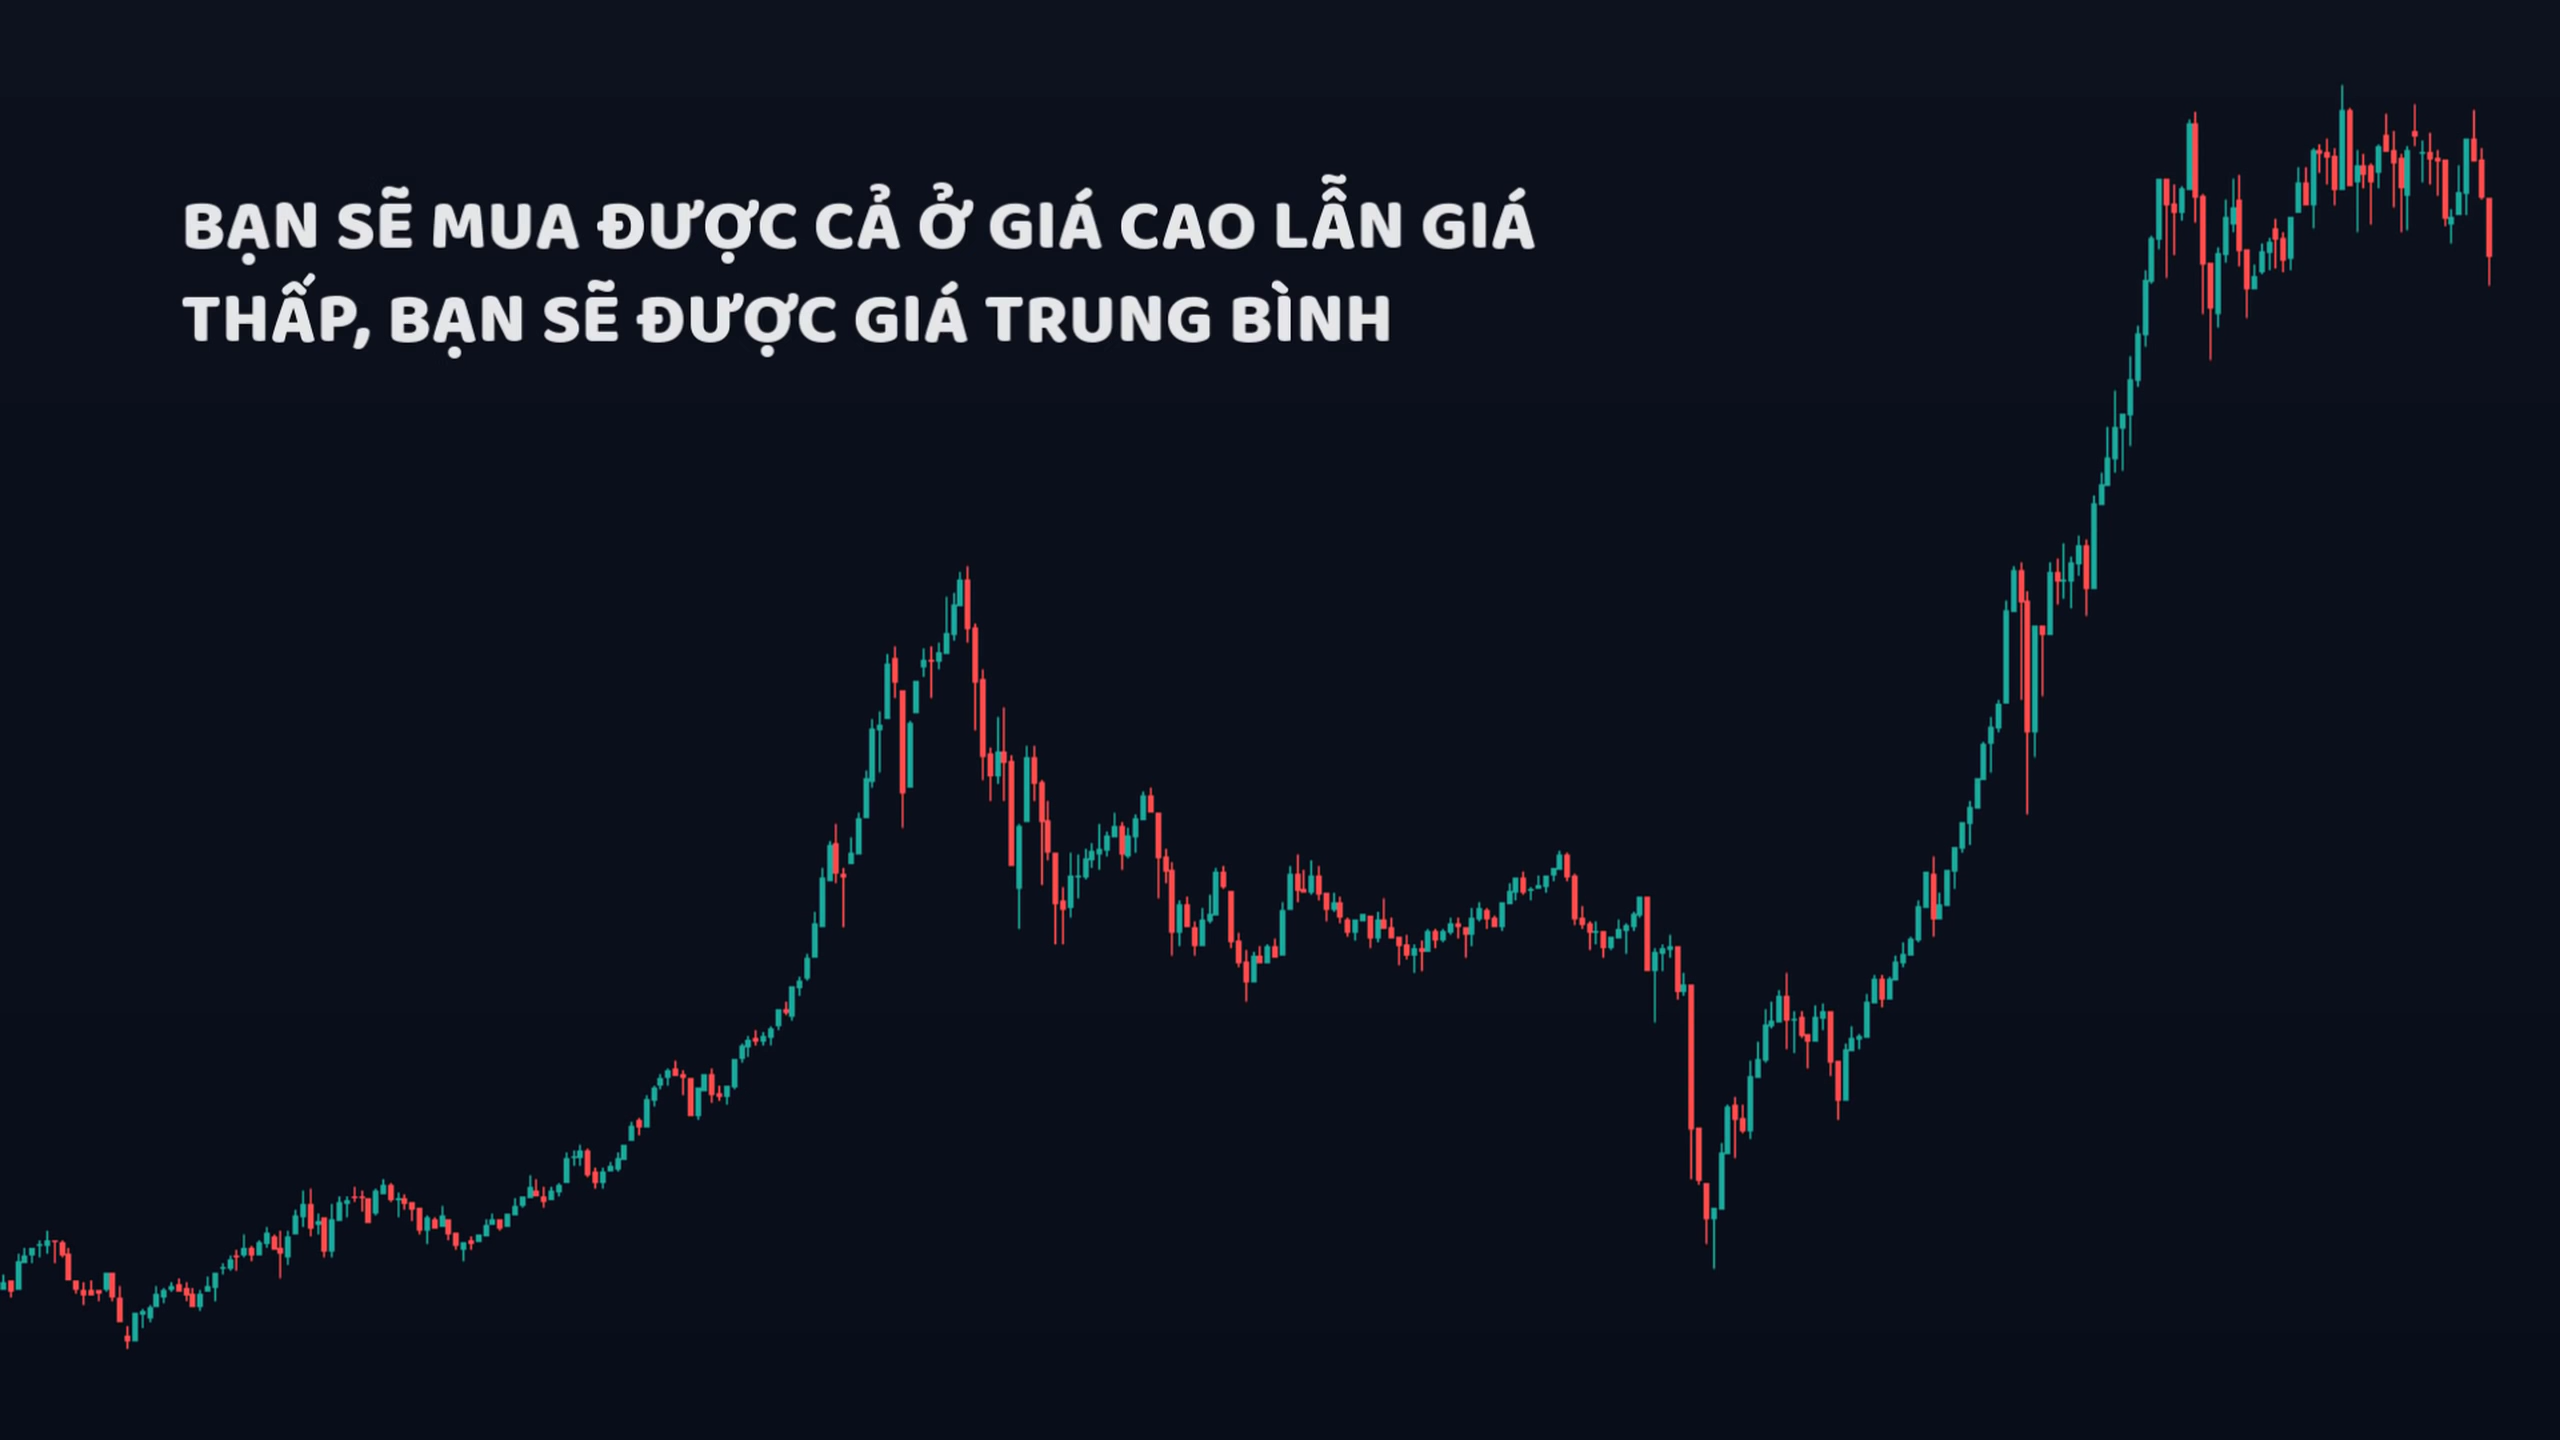 BẠN SẼ MUA ĐƯỢC CẢ Ở GIÁ CAO LẪN GIÁ
THẤP, BẠN SẼ ĐƯỢC GIÁ TRUNG BÌNH